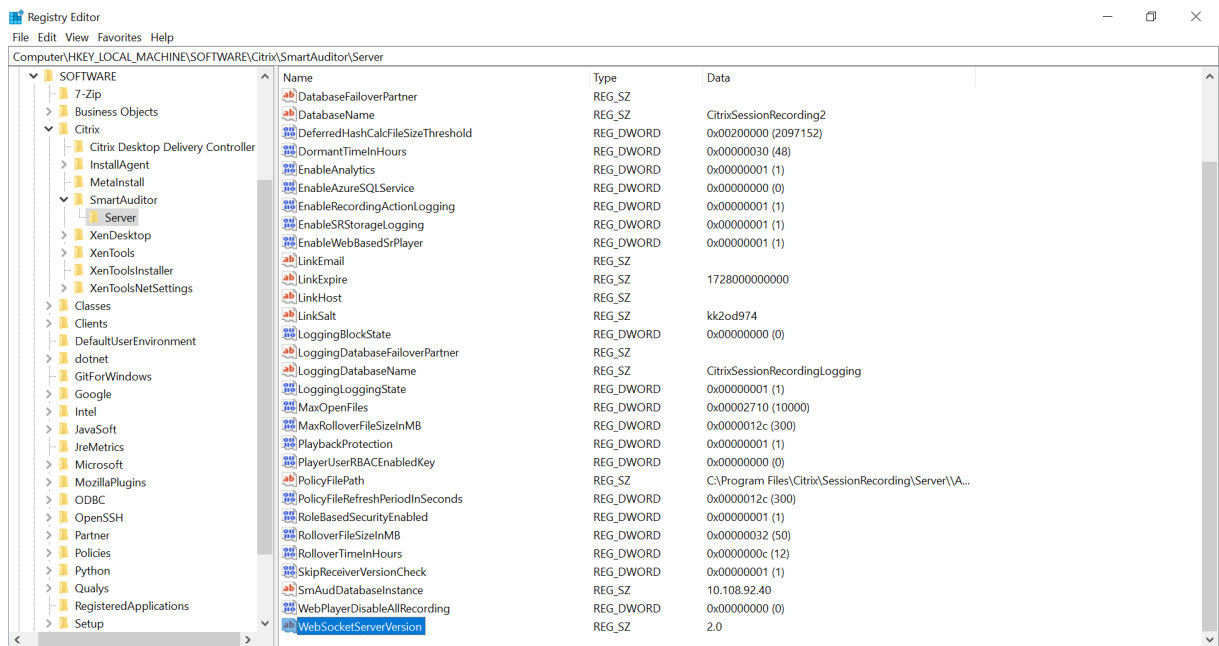 Registry Editor
File Edit View Favorites Help
Computer\HKEY_LOCAL_MACHINE\SOFTWARE\Citrix\SmartAuditor\Server
SOFTWARE
7-Zip
Business Objects
Citrix
Citrix Desktop Delivery Controller
InstallAgent
MetaInstall
SmartAuditor
Server
XenDesktop
XenTools
XenToolsInstaller
XenToolsNetSettings
Classes
Clients
DefaultUserEnvironment
dotnet
GitForWindows
Google
Intel
JavaSoft
JreMetrics
Microsoft
MozillaPlugins
ODBC
OpenSSH
Partner
Policies
Python
Qualys
RegisteredApplications
Setup
Name Type Data
DatabaseFailoverPartner REG_SZ
DatabaseName REG_SZ CitrixSessionRecording2
DeferredHashCalcFileSizeThreshold REG_DWORD 0x00200000 (2097152)
DormantTimeInHours REG_DWORD 0x00000030 (48)
EnableAnalytics REG_DWORD 0x00000001 (1)
EnableAzureSQLService REG_DWORD 0x00000000 (0)
EnableRecordingActionLogging REG_DWORD 0x00000001 (1)
EnableSRStorageLogging REG_DWORD 0x00000001 (1)
EnableWebBasedSrPlayer REG_DWORD 0x00000001 (1)
LinkEmail REG_SZ
LinkExpire REG_SZ 1728000000000
LinkHost REG_SZ
LinkSalt REG_SZ kk2od974
LoggingBlockState REG_DWORD 0x00000000 (0)
LoggingDatabaseFailoverPartner REG_SZ
LoggingDatabaseName REG_SZ CitrixSessionRecordingLogging
LoggingLoggingState REG_DWORD 0x00000001 (1)
MaxOpenFiles REG_DWORD 0x00002710 (10000)
MaxRolloverFileSizeInMB REG_DWORD 0x0000012c (300)
PlaybackProtection REG_DWORD 0x00000001 (1)
PlayerUserRBACEnabledKey REG_DWORD 0x00000000 (0)
PolicyFilePath REG_SZ C:\Program Files\Citrix\SessionRecording\Server\\A...
PolicyFileRefreshPeriodInSeconds REG_DWORD 0x0000012c (300)
RoleBasedSecurityEnabled REG_DWORD 0x00000001 (1)
RolloverFileSizeInMB REG_DWORD 0x00000032 (50)
RolloverTimeInHours REG_DWORD 0x0000000c (12)
SkipReceiverVersionCheck REG_DWORD 0x00000001 (1)
SmAudDatabaseInstance REG_SZ 10.108.92.40
WebPlayerDisableAllRecording REG_DWORD 0x00000000 (0)
WebSocketServerVersion REG_SZ 2.0